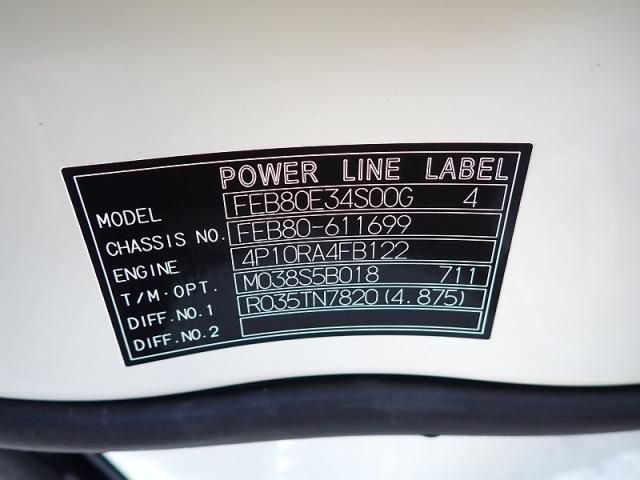 POWER LINE LABEL
MODEL FEB80E34S00G 4
CHASSIS NO. FEB80-611699
ENGINE 4P10RA4FB122
T/M·OPT. M038S5B018 711
DIFF.NO.1 R035TN7820(4.875)
DIFF.NO.2